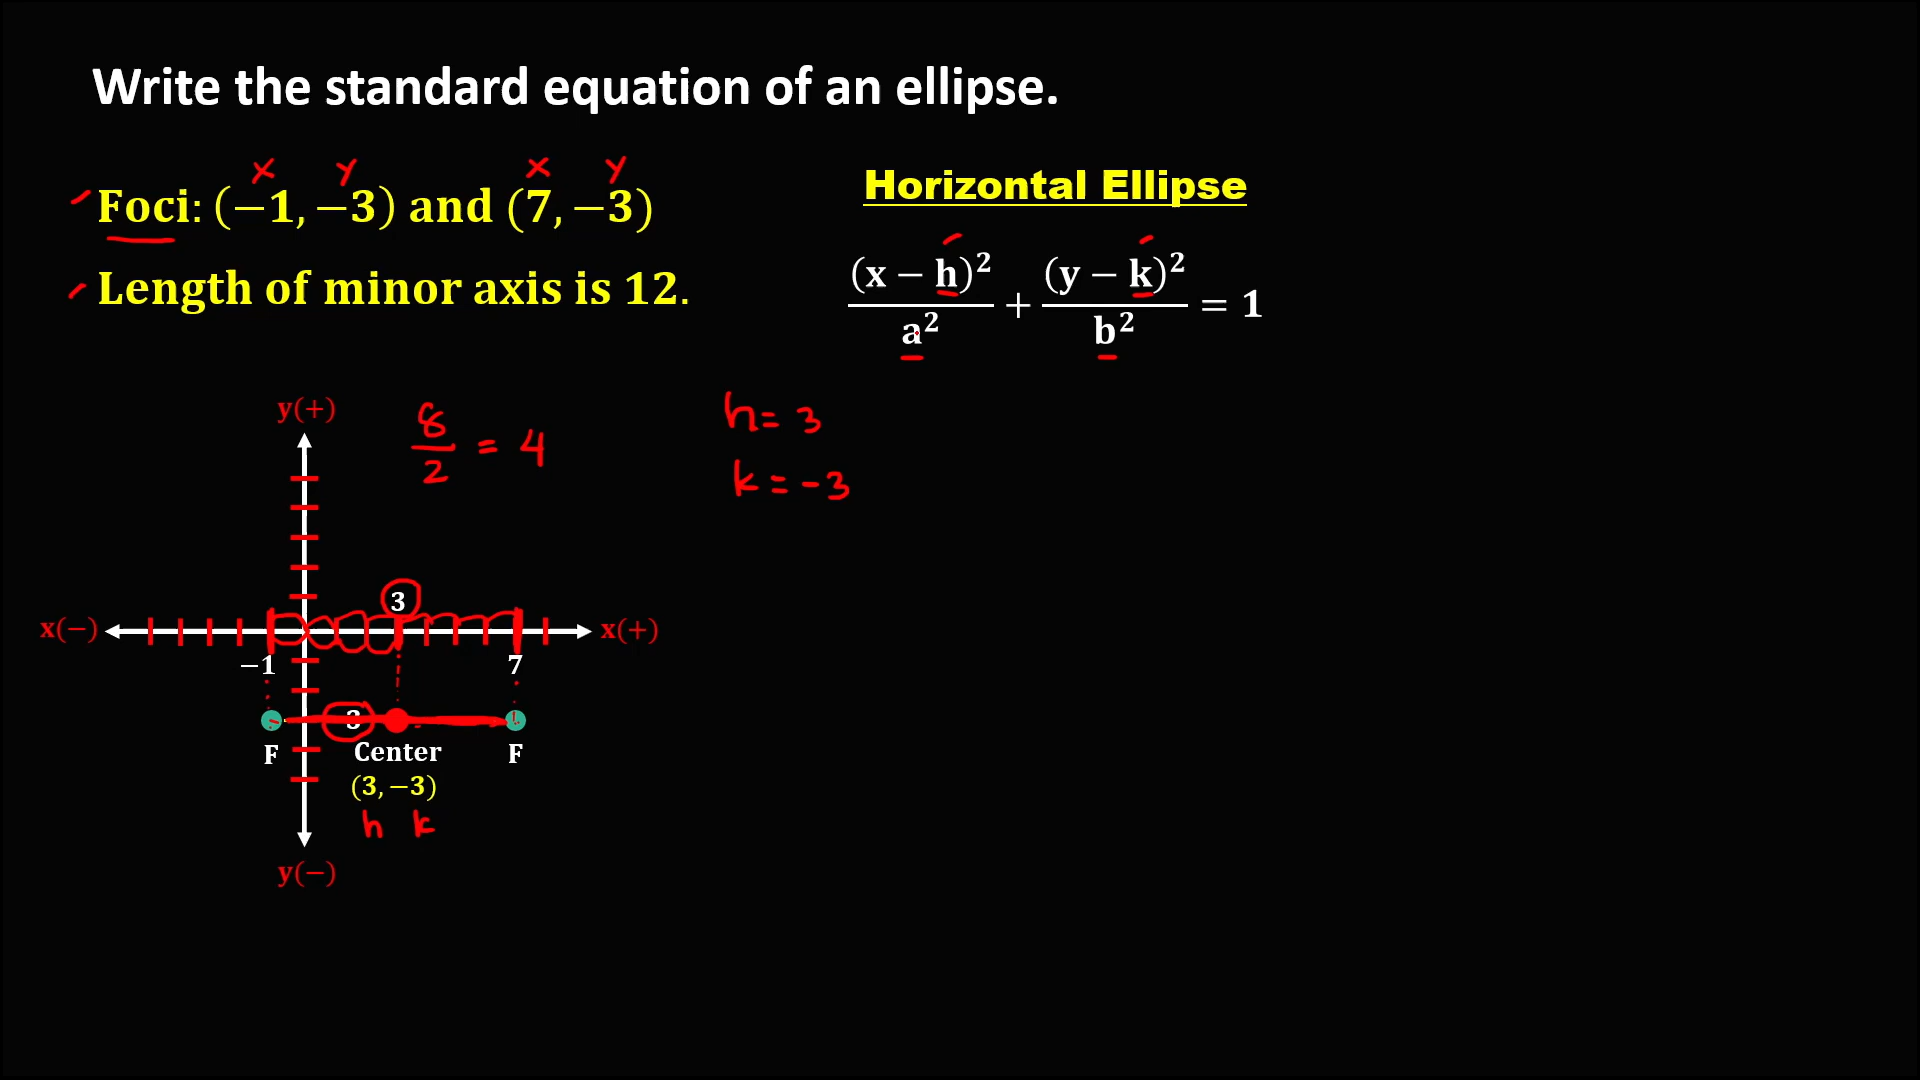 Write the standard equation of an ellipse.
x y x y
Foci: (−1, −3) and (7, −3)
Length of minor axis is 12.
Horizontal Ellipse
(x − h)² / a² + (y − k)² / b² = 1
h = 3
k = -3
8/2 = 4
y(+)
3
x(−) x(+)
−1 7
3
F Center F
(3, −3)
h k
y(−)